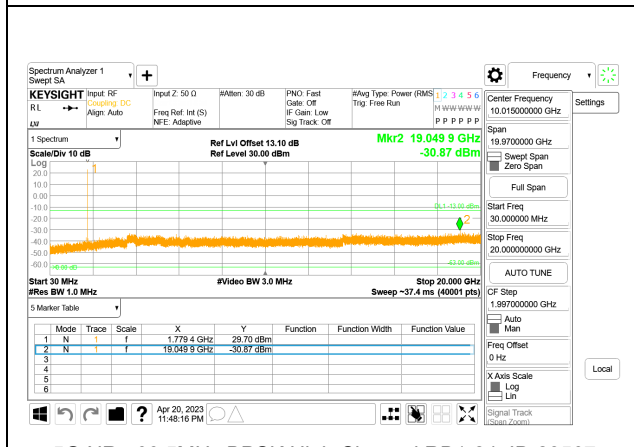 Spectrum Analyzer 1
Swept SA
Frequency
KEYSIGHT
RL
Input: RF
Coupling: DC
Align: Auto
Input Z: 50 Ω
Freq Ref: Int (S)
NFE: Adaptive
#Atten: 30 dB
PNO: Fast
Gate: Off
IF Gain: Low
Sig Track: Off
#Avg Type: Power (RMS
Trig: Free Run
1 2 3 4 5 6
M W W W W W
P P P P P P
Center Frequency
10.015000000 GHz
Settings
Span
19.9700000 GHz
Swept Span
Zero Span
Full Span
Start Freq
30.000000 MHz
Stop Freq
20.000000000 GHz
AUTO TUNE
CF Step
1.997000000 GHz
Auto
Man
Freq Offset
0 Hz
X Axis Scale
Log
Lin
Signal Track
(Span Zoom)
Local
1 Spectrum
Scale/Div 10 dB
Log
Ref Lvl Offset 13.10 dB
Ref Level 30.00 dBm
Mkr2 19.049 9 GHz
-30.87 dBm
1
20.0
10.0
0.00
-10.0
DL1 -13.00 dBm
2
-20.0
-30.0
-40.0
-50.0
-60.0
Start 30 MHz
#Video BW 3.0 MHz
Stop 20.000 GHz
#Res BW 1.0 MHz
Sweep ~37.4 ms (40001 pts)
5 Marker Table
Mode Trace Scale X Y Function Function Width Function Value
1 N 1 f 1.779 4 GHz 29.70 dBm
2 N 1 f 19.049 9 GHz -30.87 dBm
3
4
5
6
Apr 20, 2023
11:48:16 PM